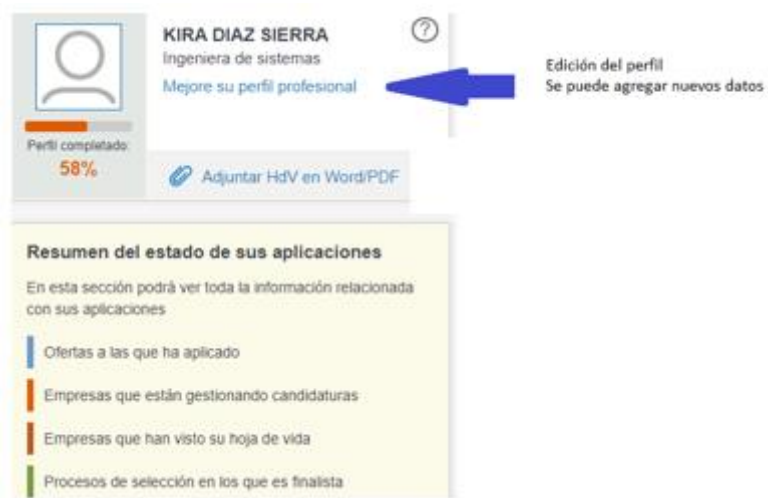 KIRA DIAZ SIERRA
Ingeniera de sistemas
Mejore su perfil profesional
Perfil completado:
58%
Adjuntar HdV en Word/PDF
Edición del perfil
Se puede agregar nuevos datos
Resumen del estado de sus aplicaciones
En esta sección podrá ver toda la información relacionada
con sus aplicaciones
Ofertas a las que ha aplicado
Empresas que están gestionando candidaturas
Empresas que han visto su hoja de vida
Procesos de selección en los que es finalista